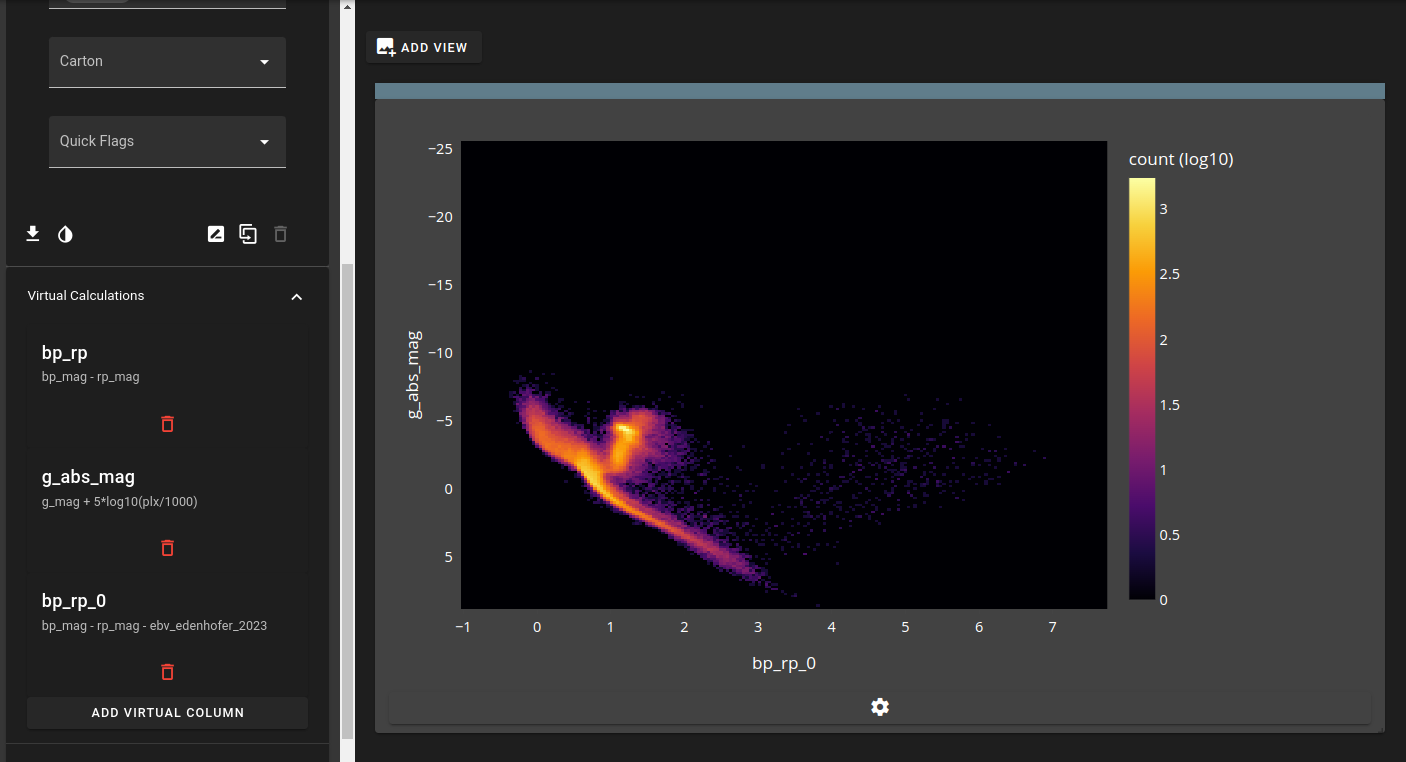 Carton
Quick Flags
Virtual Calculations
bp_rp
bp_mag - rp_mag
g_abs_mag
g_mag + 5*log10(plx/1000)
bp_rp_0
bp_mag - rp_mag - ebv_edenhofer_2023
ADD VIRTUAL COLUMN
ADD VIEW
g_abs_mag
−25
−20
−15
−10
−5
0
5
−1
0
1
2
3
4
5
6
7
bp_rp_0
count (log10)
3
2.5
2
1.5
1
0.5
0